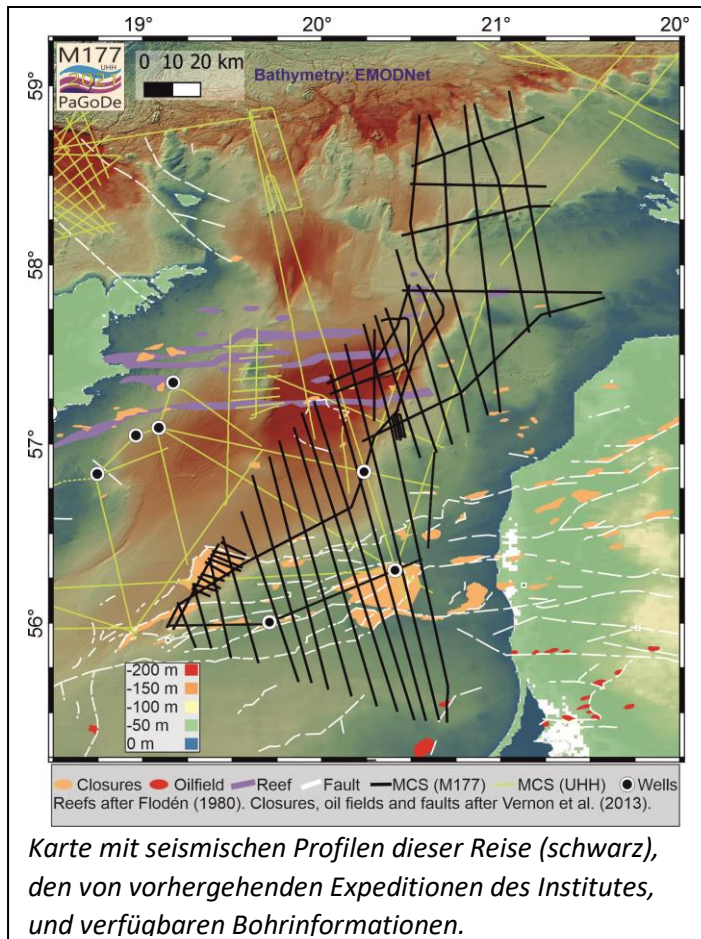 19° 20° 21° 20°
M177
UHH
2021
PaGoDe
0 10 20 km
Bathymetry: EMODNet
59°
58°
57°
56°
-200 m
-150 m
-100 m
-50 m
0 m
Closures Oilfield Reef Fault MCS (M177) MCS (UHH) Wells
Reefs after Flodén (1980). Closures, oil fields and faults after Vernon et al. (2013).
Karte mit seismischen Profilen dieser Reise (schwarz),
den von vorhergehenden Expeditionen des Institutes,
und verfügbaren Bohrinformationen.